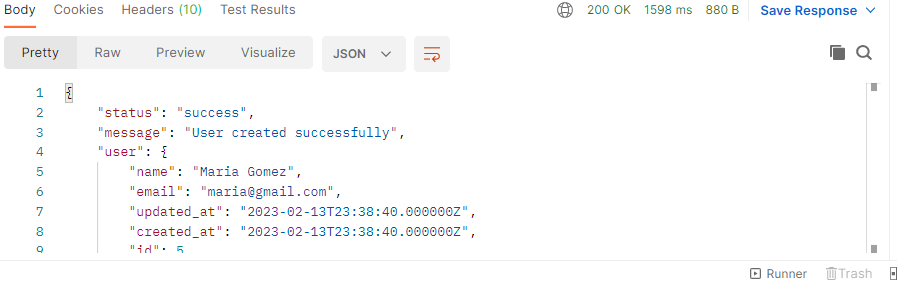 Body Cookies Headers (10) Test Results 200 OK 1598 ms 880 B Save Response
Pretty Raw Preview Visualize JSON
1 {
2 "status": "success",
3 "message": "User created successfully",
4 "user": {
5 "name": "Maria Gomez",
6 "email": "maria@gmail.com",
7 "updated_at": "2023-02-13T23:38:40.000000Z",
8 "created_at": "2023-02-13T23:38:40.000000Z",
9 "id": 5
Runner Trash